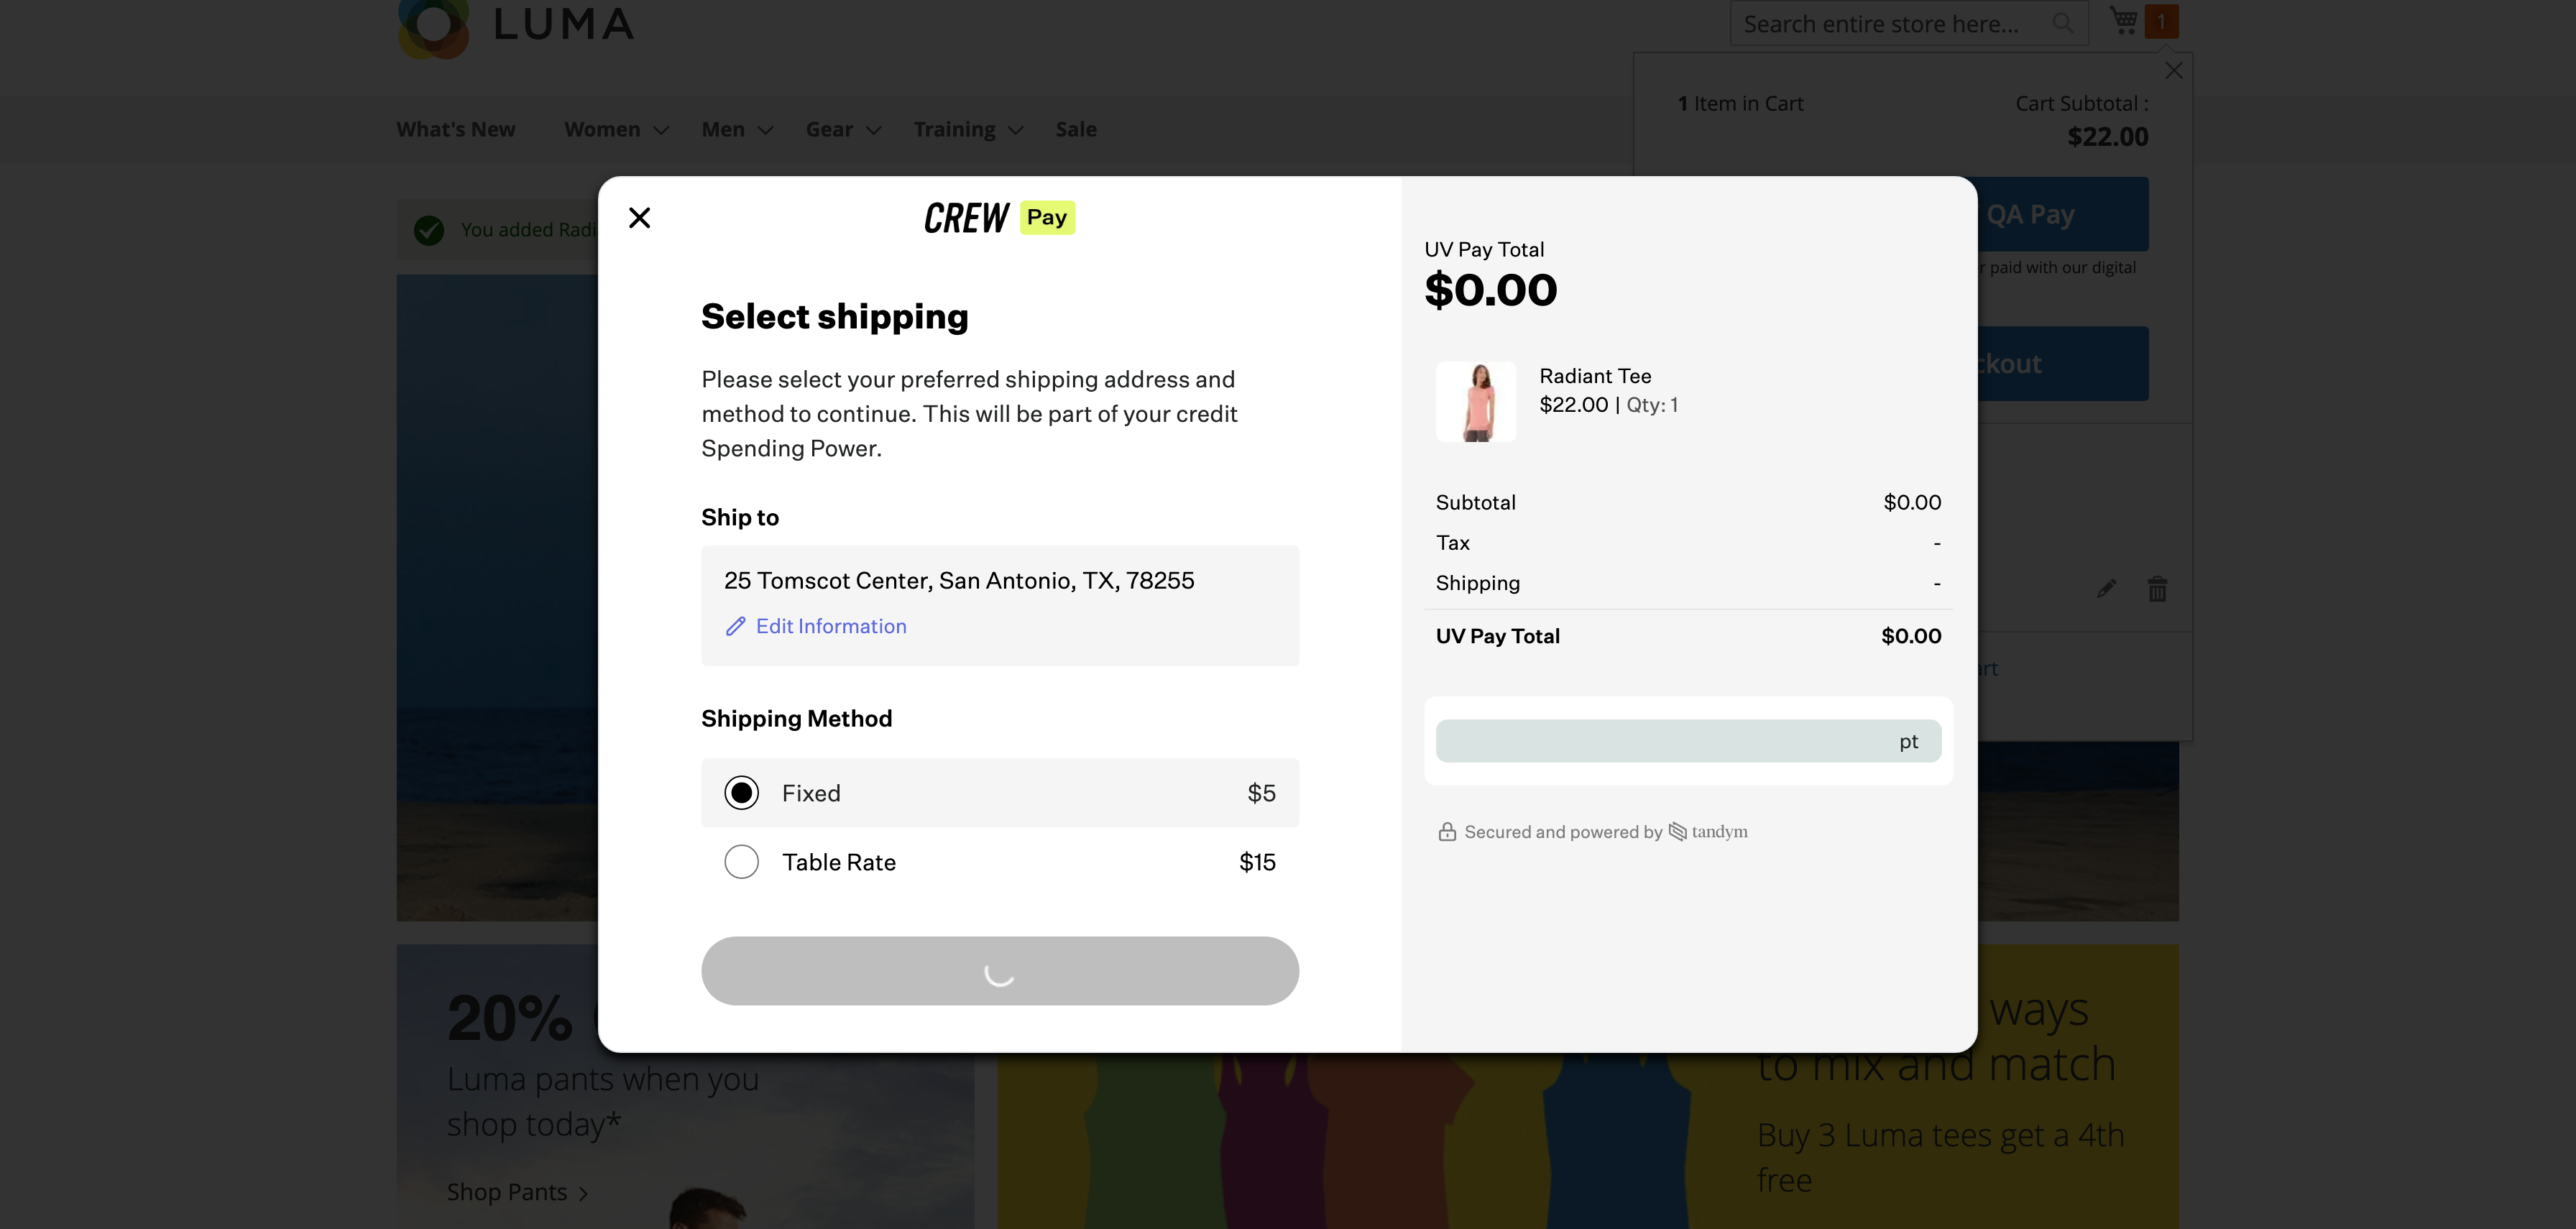 LUMA
Search entire store here...
1
1 Item in Cart
Cart Subtotal :
$22.00
What's New
Women
Men
Gear
Training
Sale
You added Radi
QA Pay
r paid with our digital
ckout
art
CREW Pay
Select shipping
Please select your preferred shipping address and
method to continue. This will be part of your credit
Spending Power.
Ship to
25 Tomscot Center, San Antonio, TX, 78255
Edit Information
Shipping Method
Fixed $5
Table Rate $15
UV Pay Total
$0.00
Radiant Tee
$22.00 | Qty: 1
Subtotal $0.00
Tax -
Shipping -
UV Pay Total $0.00
pt
Secured and powered by tandym
20%
Luma pants when you
shop today*
Shop Pants
ways
to mix and match
Buy 3 Luma tees get a 4th
free